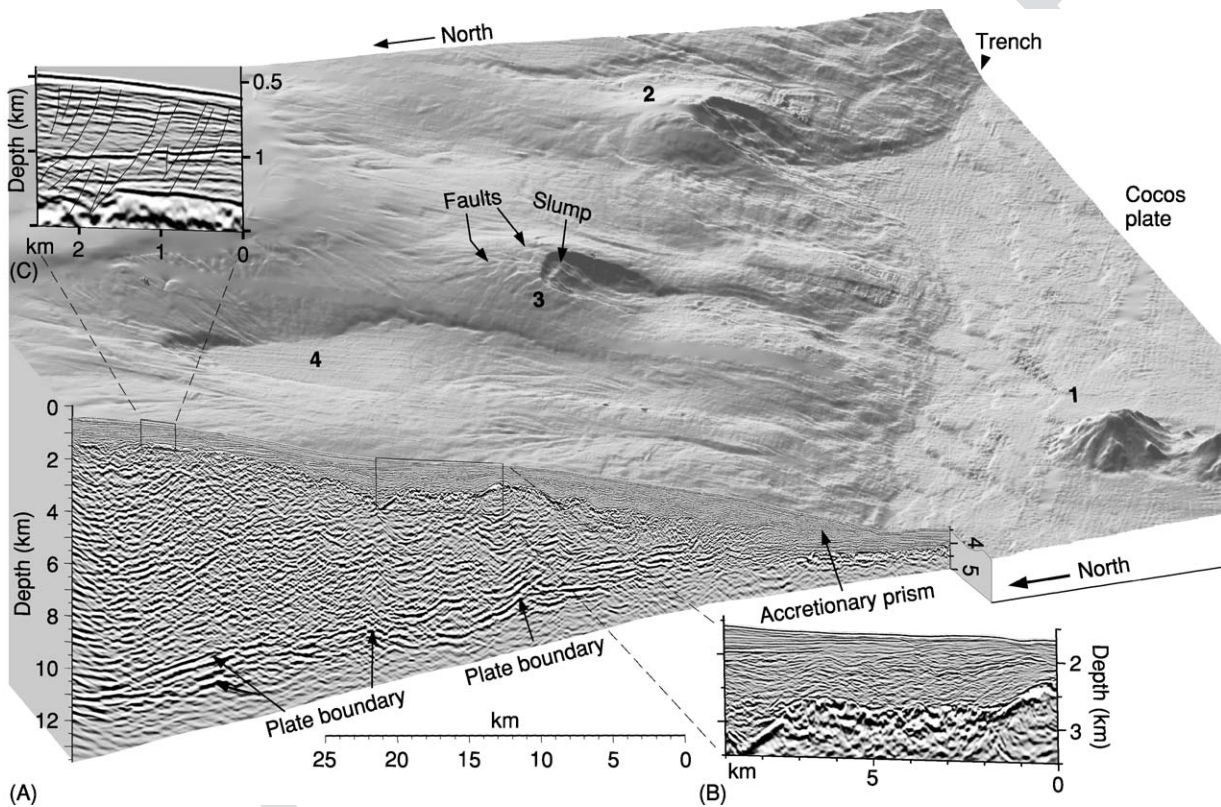 North
Trench
2
Cocos
plate
Depth (km)
0.5
1
km 2 1 0
(C)
Faults
Slump
3
4
1
0
2
4
6
8
10
12
Depth (km)
4
5
North
Accretionary prism
Plate boundary
Plate boundary
km
25 20 15 10 5 0
(A)
2
3
Depth (km)
km 5 0
(B)